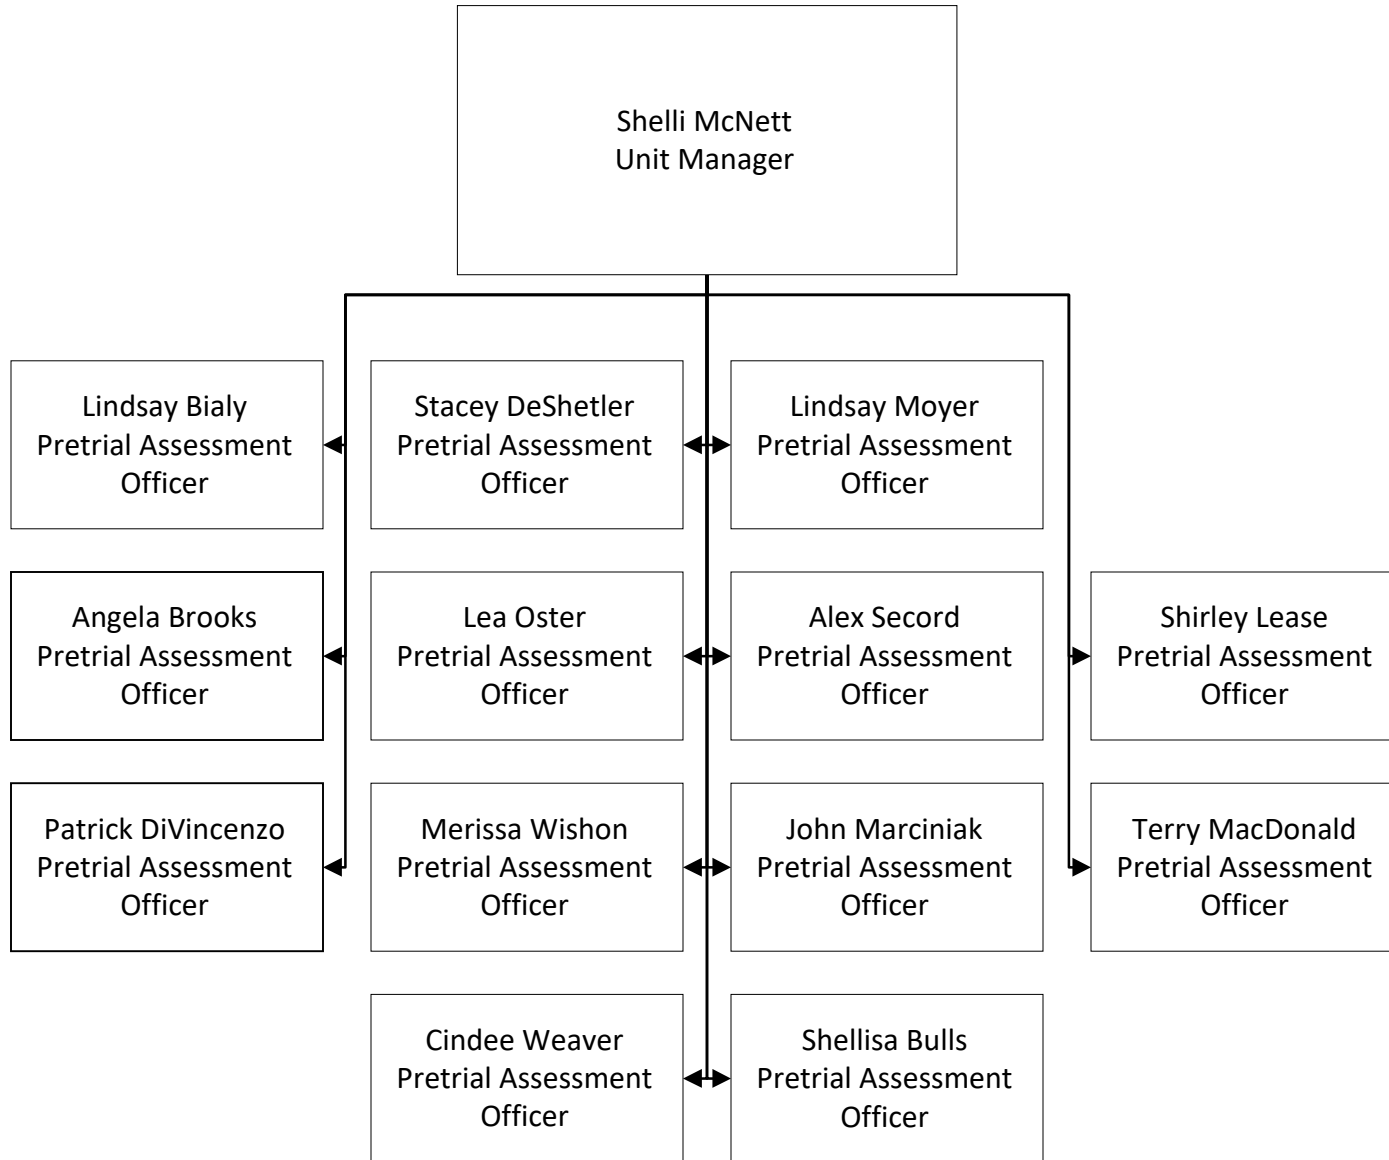 Shelli McNett
Unit Manager
Lindsay Bialy
Pretrial Assessment
Officer
Stacey DeShetler
Pretrial Assessment
Officer
Lindsay Moyer
Pretrial Assessment
Officer
Angela Brooks
Pretrial Assessment
Officer
Lea Oster
Pretrial Assessment
Officer
Alex Secord
Pretrial Assessment
Officer
Shirley Lease
Pretrial Assessment
Officer
Patrick DiVincenzo
Pretrial Assessment
Officer
Merissa Wishon
Pretrial Assessment
Officer
John Marciniak
Pretrial Assessment
Officer
Terry MacDonald
Pretrial Assessment
Officer
Cindee Weaver
Pretrial Assessment
Officer
Shellisa Bulls
Pretrial Assessment
Officer